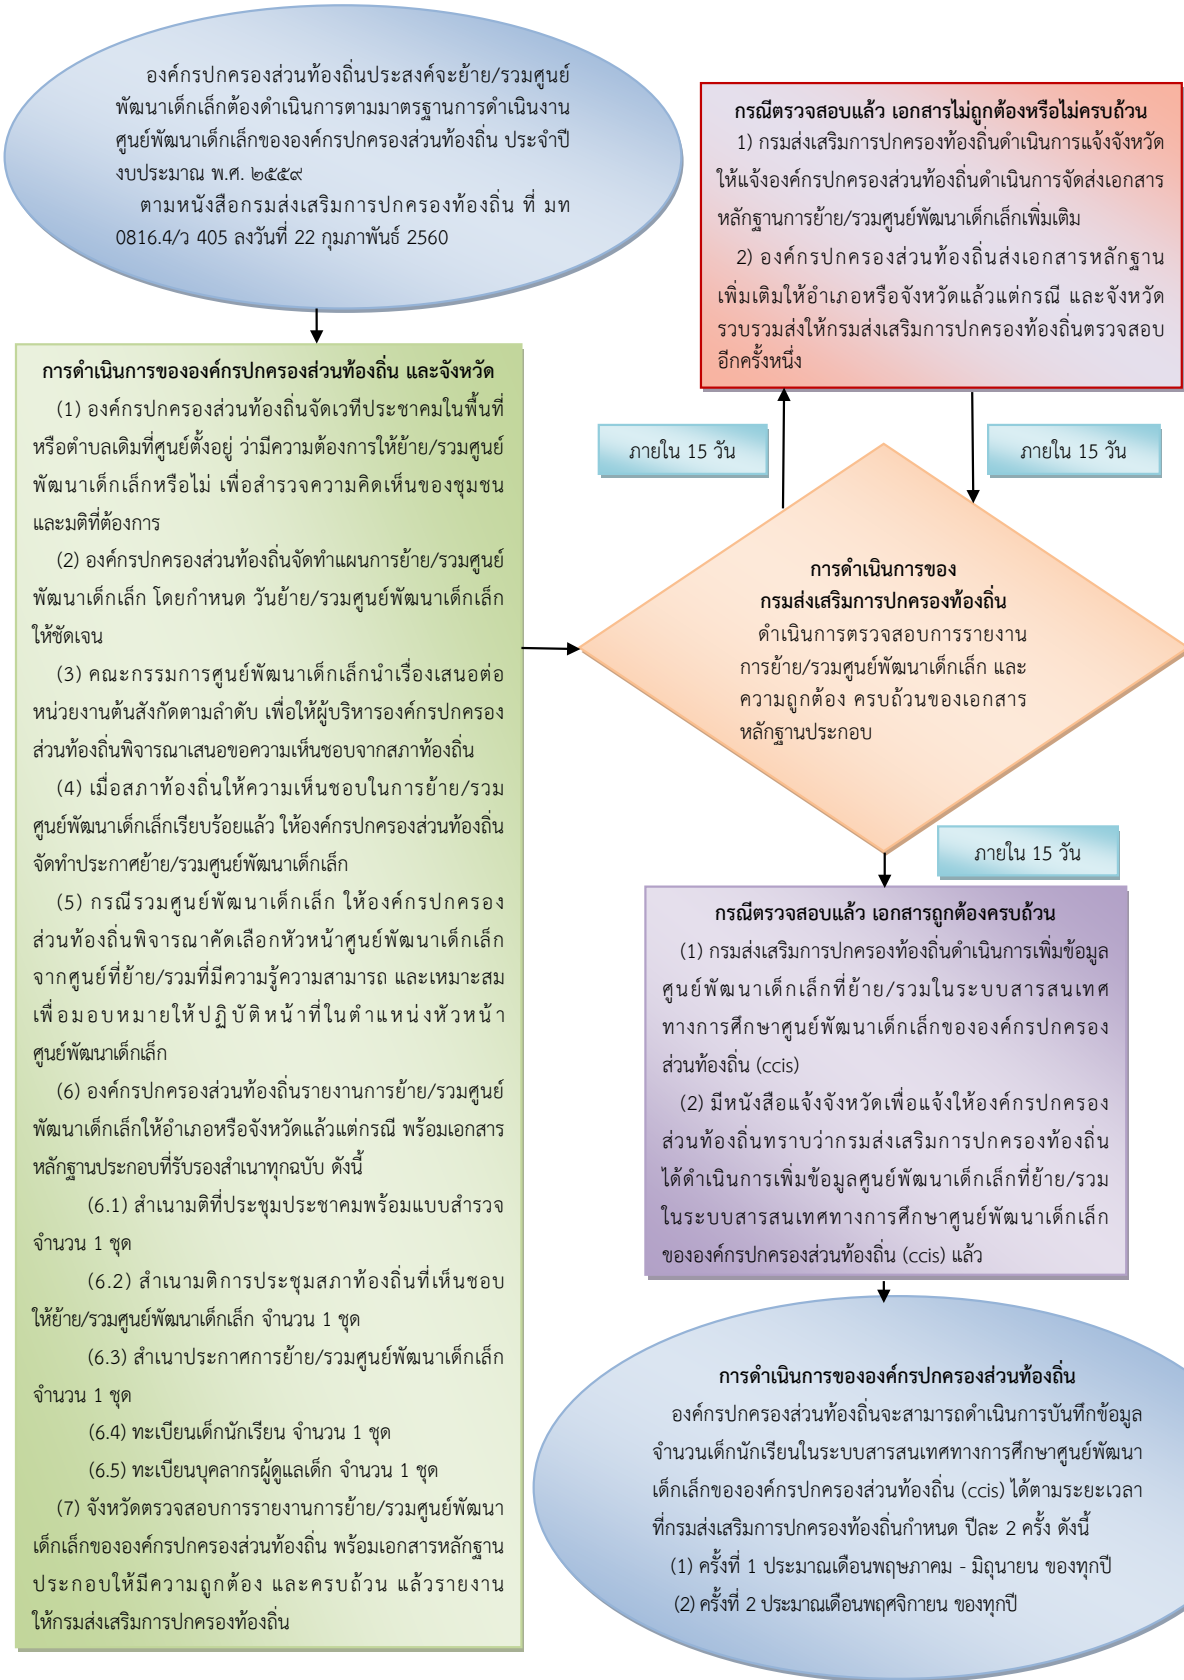 องค์กรปกครองส่วนท้องถิ่นประสงค์จะย้าย/รวมศูนย์
พัฒนาเด็กเล็กต้องดำเนินการตามมาตรฐานการดำเนินงาน
ศูนย์พัฒนาเด็กเล็กขององค์กรปกครองส่วนท้องถิ่น ประจำปี
งบประมาณ พ.ศ. ๒๕๕๙
ตามหนังสือกรมส่งเสริมการปกครองท้องถิ่น ที่ มท
0816.4/ว 405 ลงวันที่ 22 กุมภาพันธ์ 2560
การดำเนินการขององค์กรปกครองส่วนท้องถิ่น และจังหวัด
(1) องค์กรปกครองส่วนท้องถิ่นจัดเวทีประชาคมในพื้นที่
หรือตำบลเดิมที่ศูนย์ตั้งอยู่ ว่ามีความต้องการให้ย้าย/รวมศูนย์
พัฒนาเด็กเล็กหรือไม่ เพื่อสำรวจความคิดเห็นของชุมชน
และมติที่ต้องการ
(2) องค์กรปกครองส่วนท้องถิ่นจัดทำแผนการย้าย/รวมศูนย์
พัฒนาเด็กเล็ก โดยกำหนด วันย้าย/รวมศูนย์พัฒนาเด็กเล็ก
ให้ชัดเจน
(3) คณะกรรมการศูนย์พัฒนาเด็กเล็กนำเรื่องเสนอต่อ
หน่วยงานต้นสังกัดตามลำดับ เพื่อให้ผู้บริหารองค์กรปกครอง
ส่วนท้องถิ่นพิจารณาเสนอขอความเห็นชอบจากสภาท้องถิ่น
(4) เมื่อสภาท้องถิ่นให้ความเห็นชอบในการย้าย/รวม
ศูนย์พัฒนาเด็กเล็กเรียบร้อยแล้ว ให้องค์กรปกครองส่วนท้องถิ่น
จัดทำประกาศย้าย/รวมศูนย์พัฒนาเด็กเล็ก
(5) กรณีรวมศูนย์พัฒนาเด็กเล็ก ให้องค์กรปกครอง
ส่วนท้องถิ่นพิจารณาคัดเลือกหัวหน้าศูนย์พัฒนาเด็กเล็ก
จากศูนย์ที่ย้าย/รวมที่มีความรู้ความสามารถ และเหมาะสม
เพื่อมอบหมายให้ปฏิบัติหน้าที่ในตำแหน่งหัวหน้า
ศูนย์พัฒนาเด็กเล็ก
(6) องค์กรปกครองส่วนท้องถิ่นรายงานการย้าย/รวมศูนย์
พัฒนาเด็กเล็กให้อำเภอหรือจังหวัดแล้วแต่กรณี พร้อมเอกสาร
หลักฐานประกอบที่รับรองสำเนาทุกฉบับ ดังนี้
(6.1) สำเนามติที่ประชุมประชาคมพร้อมแบบสำรวจ
จำนวน 1 ชุด
(6.2) สำเนามติการประชุมสภาท้องถิ่นที่เห็นชอบ
ให้ย้าย/รวมศูนย์พัฒนาเด็กเล็ก จำนวน 1 ชุด
(6.3) สำเนาประกาศการย้าย/รวมศูนย์พัฒนาเด็กเล็ก
จำนวน 1 ชุด
(6.4) ทะเบียนเด็กนักเรียน จำนวน 1 ชุด
(6.5) ทะเบียนบุคลากรผู้ดูแลเด็ก จำนวน 1 ชุด
(7) จังหวัดตรวจสอบการรายงานการย้าย/รวมศูนย์พัฒนา
เด็กเล็กขององค์กรปกครองส่วนท้องถิ่น พร้อมเอกสารหลักฐาน
ประกอบให้มีความถูกต้อง และครบถ้วน แล้วรายงาน
ให้กรมส่งเสริมการปกครองท้องถิ่น
กรณีตรวจสอบแล้ว เอกสารไม่ถูกต้องหรือไม่ครบถ้วน
1) กรมส่งเสริมการปกครองท้องถิ่นดำเนินการแจ้งจังหวัด
ให้แจ้งองค์กรปกครองส่วนท้องถิ่นดำเนินการจัดส่งเอกสาร
หลักฐานการย้าย/รวมศูนย์พัฒนาเด็กเล็กเพิ่มเติม
2) องค์กรปกครองส่วนท้องถิ่นส่งเอกสารหลักฐาน
เพิ่มเติมให้อำเภอหรือจังหวัดแล้วแต่กรณี และจังหวัด
รวบรวมส่งให้กรมส่งเสริมการปกครองท้องถิ่นตรวจสอบ
อีกครั้งหนึ่ง
ภายใน 15 วัน
ภายใน 15 วัน
การดำเนินการของ
กรมส่งเสริมการปกครองท้องถิ่น
ดำเนินการตรวจสอบการรายงาน
การย้าย/รวมศูนย์พัฒนาเด็กเล็ก และ
ความถูกต้อง ครบถ้วนของเอกสาร
หลักฐานประกอบ
ภายใน 15 วัน
กรณีตรวจสอบแล้ว เอกสารถูกต้องครบถ้วน
(1) กรมส่งเสริมการปกครองท้องถิ่นดำเนินการเพิ่มข้อมูล
ศูนย์พัฒนาเด็กเล็กที่ย้าย/รวมในระบบสารสนเทศ
ทางการศึกษาศูนย์พัฒนาเด็กเล็กขององค์กรปกครอง
ส่วนท้องถิ่น (ccis)
(2) มีหนังสือแจ้งจังหวัดเพื่อแจ้งให้องค์กรปกครอง
ส่วนท้องถิ่นทราบว่ากรมส่งเสริมการปกครองท้องถิ่น
ได้ดำเนินการเพิ่มข้อมูลศูนย์พัฒนาเด็กเล็กที่ย้าย/รวม
ในระบบสารสนเทศทางการศึกษาศูนย์พัฒนาเด็กเล็ก
ขององค์กรปกครองส่วนท้องถิ่น (ccis) แล้ว
การดำเนินการขององค์กรปกครองส่วนท้องถิ่น
องค์กรปกครองส่วนท้องถิ่นจะสามารถดำเนินการบันทึกข้อมูล
จำนวนเด็กนักเรียนในระบบสารสนเทศทางการศึกษาศูนย์พัฒนา
เด็กเล็กขององค์กรปกครองส่วนท้องถิ่น (ccis) ได้ตามระยะเวลา
ที่กรมส่งเสริมการปกครองท้องถิ่นกำหนด ปีละ 2 ครั้ง ดังนี้
(1) ครั้งที่ 1 ประมาณเดือนพฤษภาคม - มิถุนายน ของทุกปี
(2) ครั้งที่ 2 ประมาณเดือนพฤศจิกายน ของทุกปี